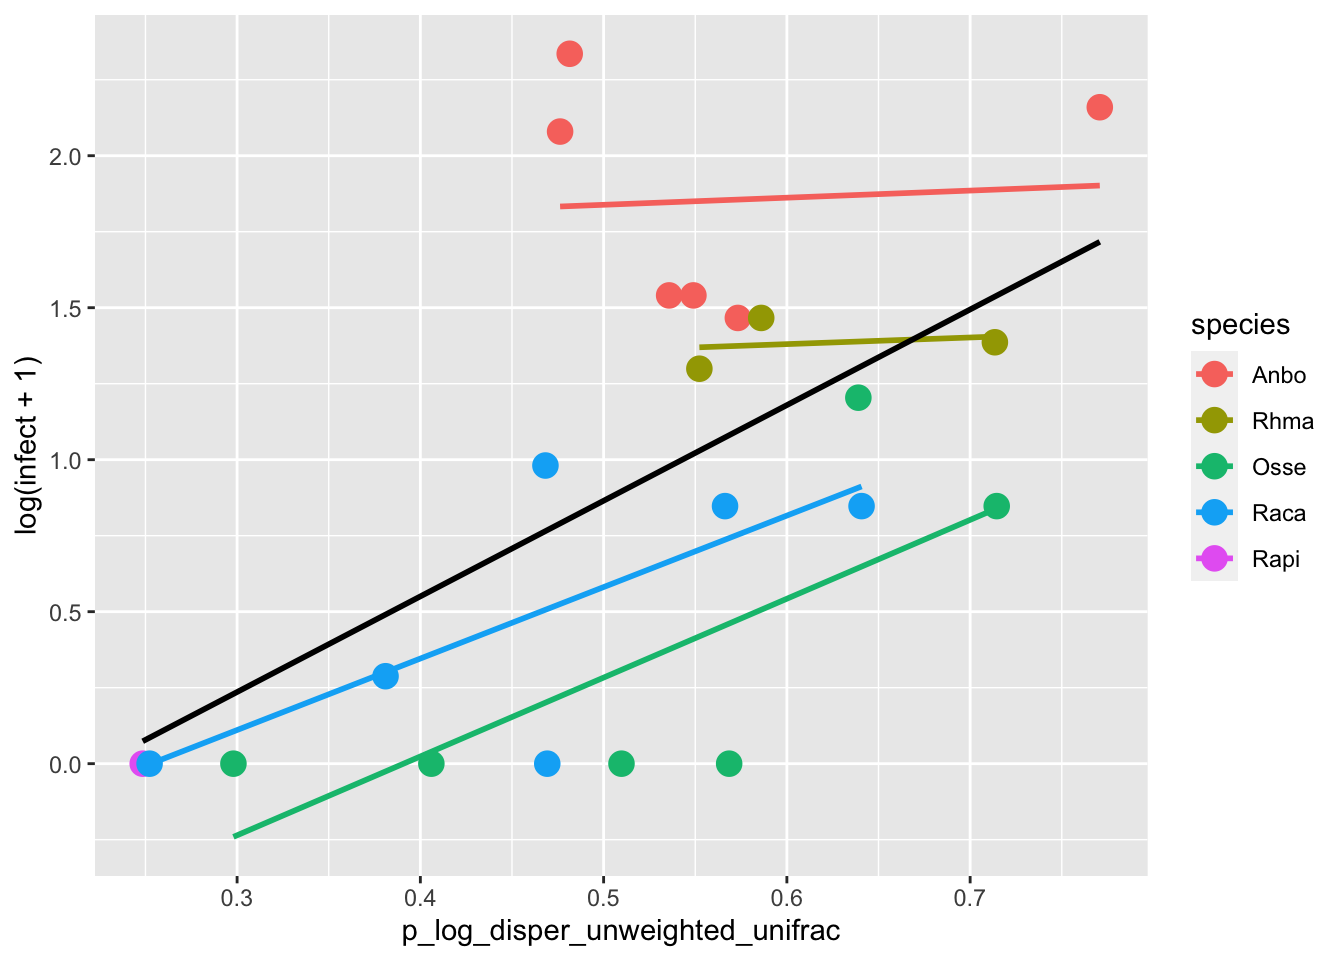 log(infect + 1)
2.0
1.5
1.0
0.5
0.0
0.3 0.4 0.5 0.6 0.7
p_log_disper_unweighted_unifrac
species
Anbo
Rhma
Osse
Raca
Rapi